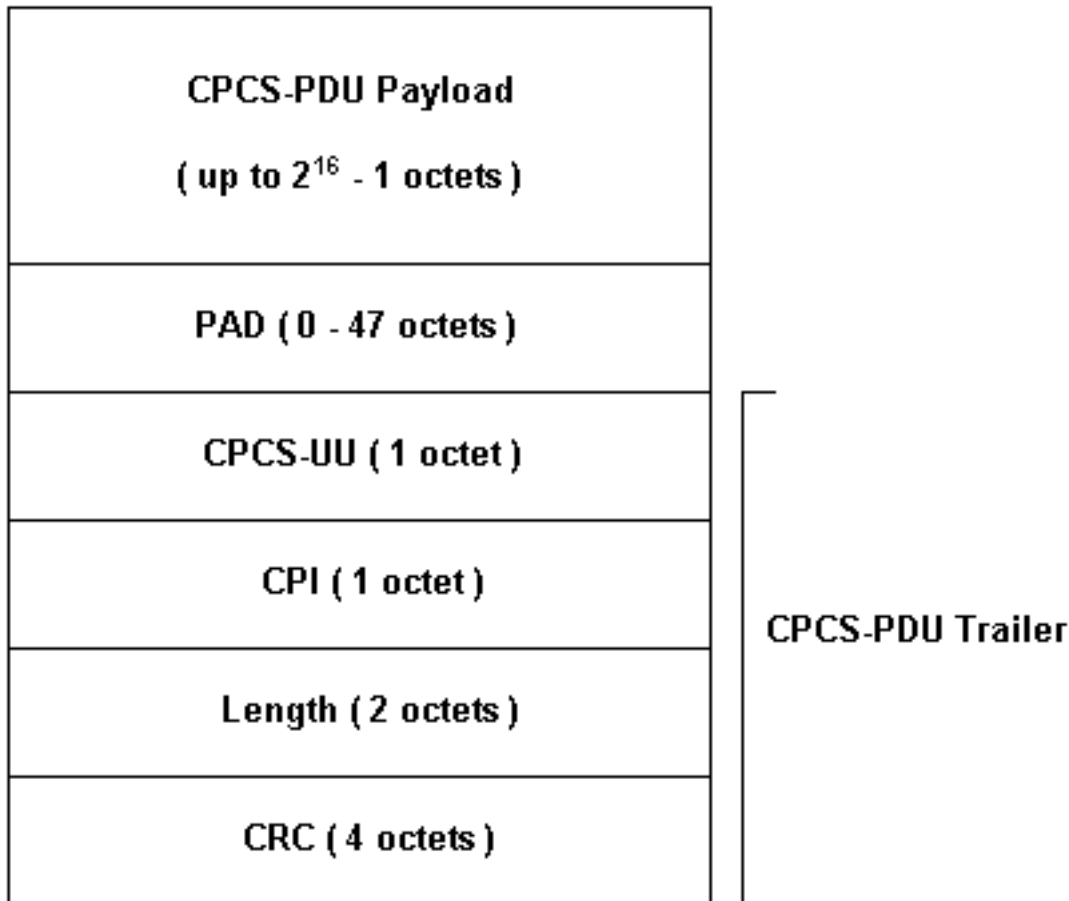 CPCS-PDU Payload
( up to 2¹⁶ - 1 octets )
PAD ( 0 - 47 octets )
CPCS-UU ( 1 octet )
CPI ( 1 octet )
Length ( 2 octets )
CRC ( 4 octets )
CPCS-PDU Trailer